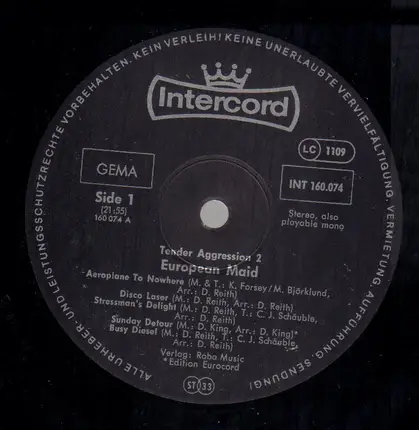 ALLE URHEBER- UND LEISTUNGSSCHUTZRECHTE VORBEHALTEN. KEIN VERLEIH! KEINE UNERLAUBTE VERVIELFÄLTIGUNG, VERMIETUNG, AUFFÜHRUNG, SENDUNG!
Intercord
LC 1109
GEMA
INT 160.074
Side 1
(21:55)
160 074 A
Stereo, also
playable mono
Tender Aggression 2
European Maid
Aeroplane To Nowhere (M. & T.: K. Forsey/M. Björklund,
Arr.: D. Reith)
Disco Laser (M.: D. Reith, Arr.: D. Reith)
Stressman's Delight (M.: D. Reith, T.: C. J. Schäuble,
Arr.: D. Reith)
Sunday Detour (M.: D. King, Arr.: D. King)*
Busy Diesel (M.: D. Reith, T.: C. J. Schäuble,
Arr.: D. Reith)
Verlag: Roba Music
*Edition Eurocord
ST 33